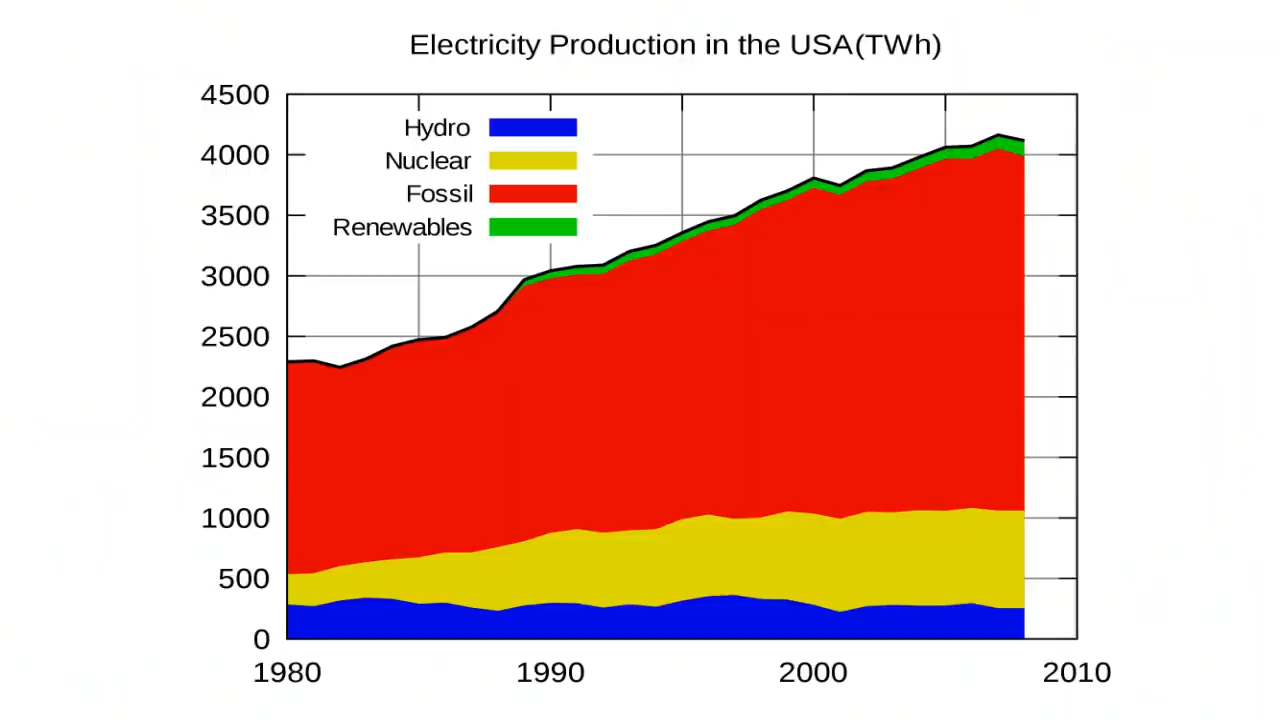 Electricity Production in the USA(TWh)
4500
4000
3500
3000
2500
2000
1500
1000
500
0
Hydro
Nuclear
Fossil
Renewables
1980 1990 2000 2010